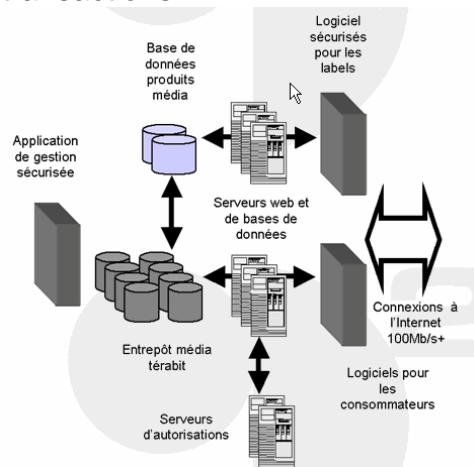 Logiciel
sécurisés
pour les
labels
Base de
données
produits
média
Application
de gestion
sécurisée
Serveurs web et
de bases de
données
Connexions à
l'Internet
100Mb/s+
Entrepôt média
térabit
Logiciels pour
les
consommateurs
Serveurs
d'autorisations